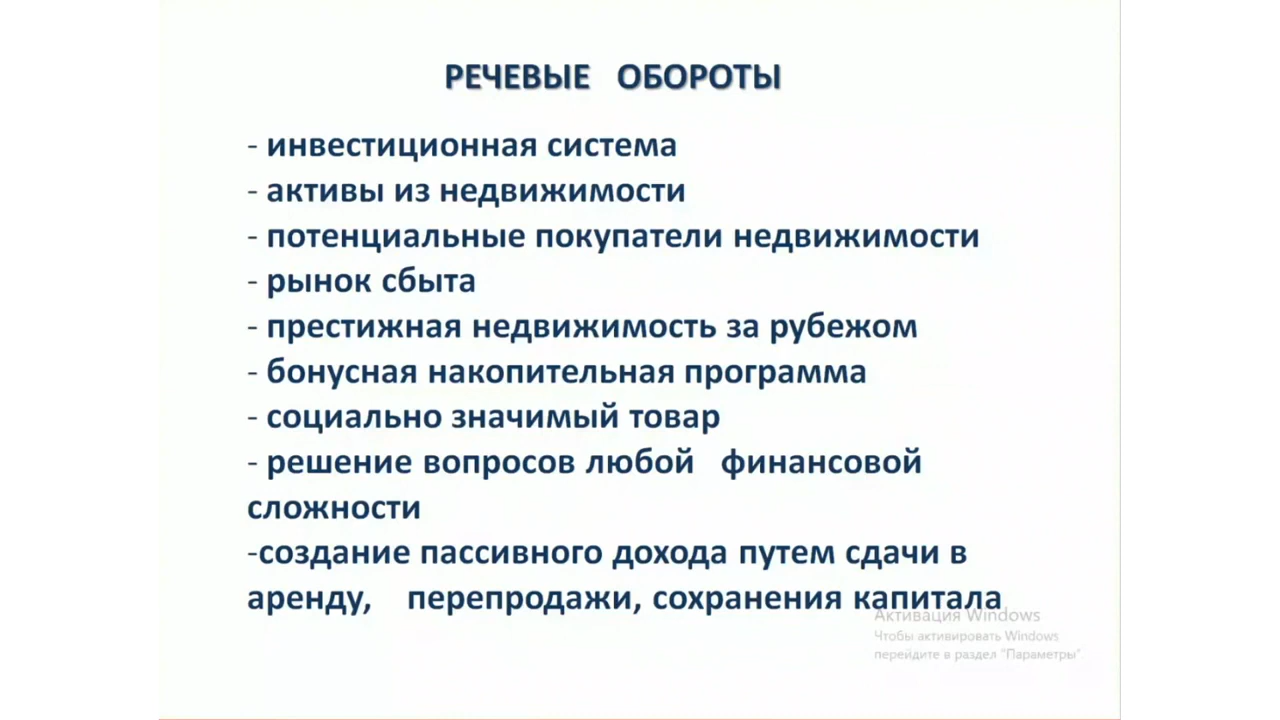 РЕЧЕВЫЕ ОБОРОТЫ
- инвестиционная система
- активы из недвижимости
- потенциальные покупатели недвижимости
- рынок сбыта
- престижная недвижимость за рубежом
- бонусная накопительная программа
- социально значимый товар
- решение вопросов любой финансовой
сложности
-создание пассивного дохода путем сдачи в
аренду, перепродажи, сохранения капитала
Активация Windows
Чтобы активировать Windows
перейдите в раздел "Параметры"